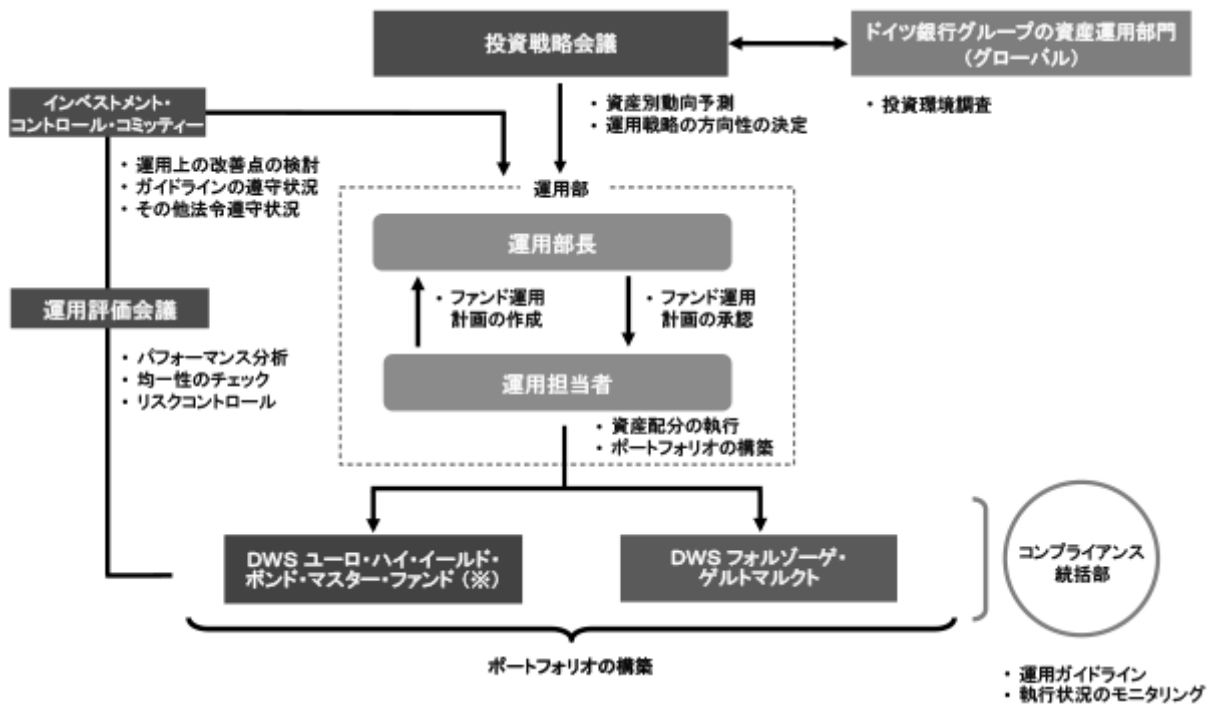 投資戦略会議
ドイツ銀行グループの資産運用部門
(グローバル)
・ 投資環境調査
・ 資産別動向予測
・ 運用戦略の方向性の決定
インベストメント・
コントロール・コミッティー
・ 運用上の改善点の検討
・ ガイドラインの遵守状況
・ その他法令遵守状況
運用部
運用部長
・ ファンド運用
計画の作成
・ ファンド運用
計画の承認
運用評価会議
・ パフォーマンス分析
・ 均一性のチェック
・ リスクコントロール
運用担当者
・ 資産配分の執行
・ ポートフォリオの構築
DWS ユーロ・ハイ・イールド・
ボンド・マスター・ファンド (※)
DWS フォルゾーゲ・
ゲルトマルクト
コンプライアンス
統括部
ポートフォリオの構築
・ 運用ガイドライン
・ 執行状況のモニタリング